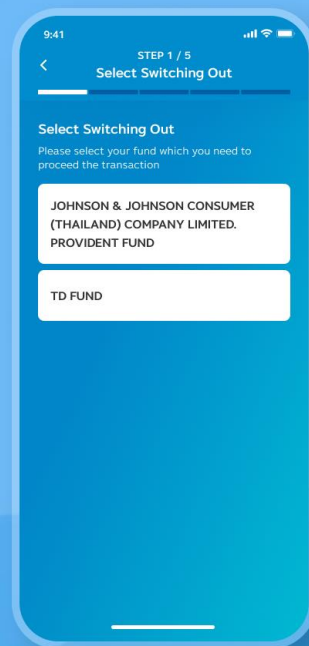 9:41
STEP 1 / 5
Select Switching Out
Select Switching Out
Please select your fund which you need to
proceed the transaction
JOHNSON & JOHNSON CONSUMER
(THAILAND) COMPANY LIMITED.
PROVIDENT FUND
TD FUND